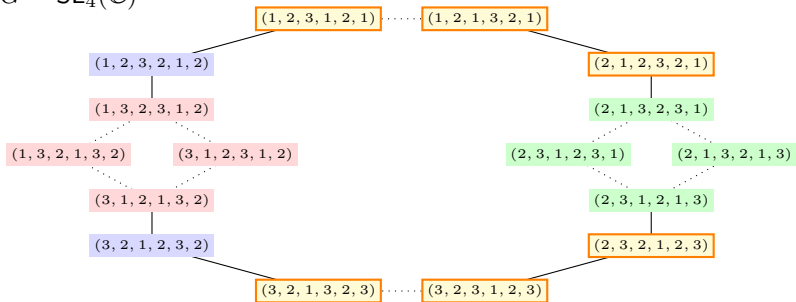 G = SL₄(ℂ)
(1, 2, 3, 1, 2, 1) (1, 2, 1, 3, 2, 1)
(1, 2, 3, 2, 1, 2) (2, 1, 2, 3, 2, 1)
(1, 3, 2, 3, 1, 2) (2, 1, 3, 2, 3, 1)
(1, 3, 2, 1, 3, 2) (3, 1, 2, 3, 1, 2) (2, 3, 1, 2, 3, 1) (2, 1, 3, 2, 1, 3)
(3, 1, 2, 1, 3, 2) (2, 3, 1, 2, 1, 3)
(3, 2, 1, 2, 3, 2) (2, 3, 2, 1, 2, 3)
(3, 2, 1, 3, 2, 3) (3, 2, 3, 1, 2, 3)